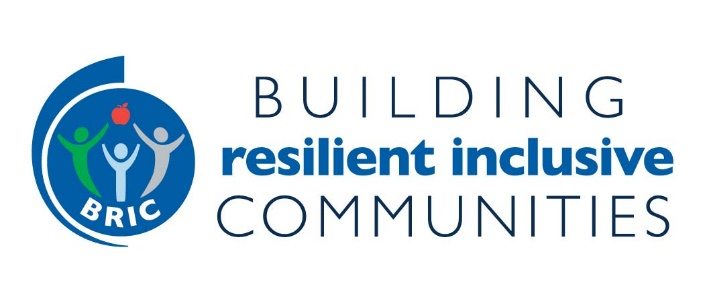 BRIC
BUILDING
resilient inclusive
COMMUNITIES